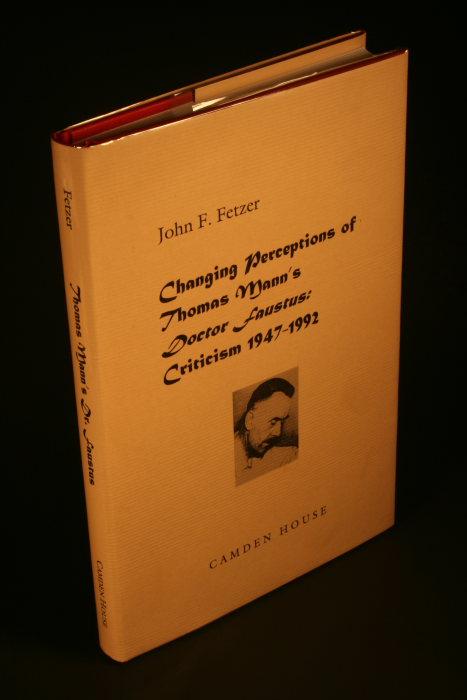 John F. Fetzer
Changing Perceptions of
Thomas Mann's
Doctor Faustus:
Criticism 1947–1992
CAMDEN HOUSE
Fetzer
Thomas Mann's Dr. Faustus
CAMDEN HOUSE